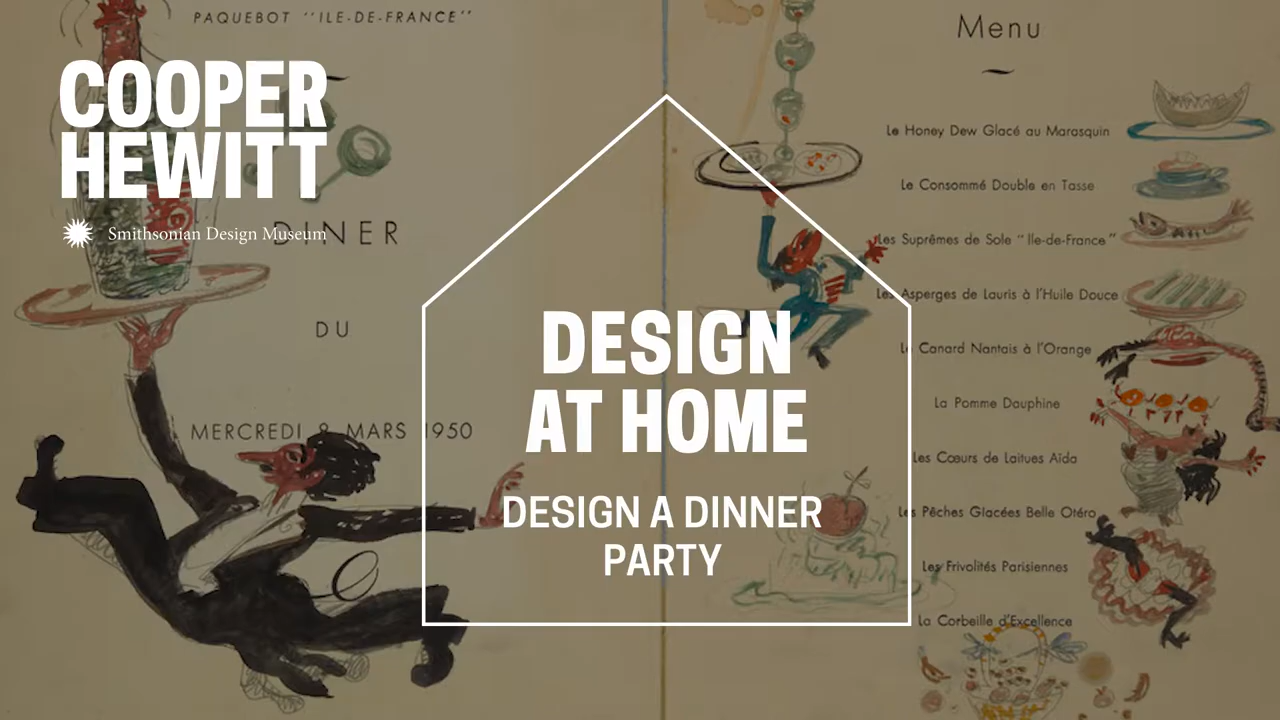 PAQUEBOT "ILE-DE-FRANCE"
COOPER
HEWITT
Smithsonian Design Museum
DINER
DU
MERCREDI 8 MARS 1950
DESIGN
AT HOME
DESIGN A DINNER
PARTY
Menu
Le Honey Dew Glacé au Marasquin
Le Consommé Double en Tasse
Les Suprêmes de Sole "Ile-de-France"
Les Asperges de Lauris à l'Huile Douce
Le Canard Nantais à l'Orange
La Pomme Dauphine
Les Cœurs de Laitues Aïda
Les Pêches Glacées Belle Otéro
Les Frivolités Parisiennes
La Corbeille d'Excellence